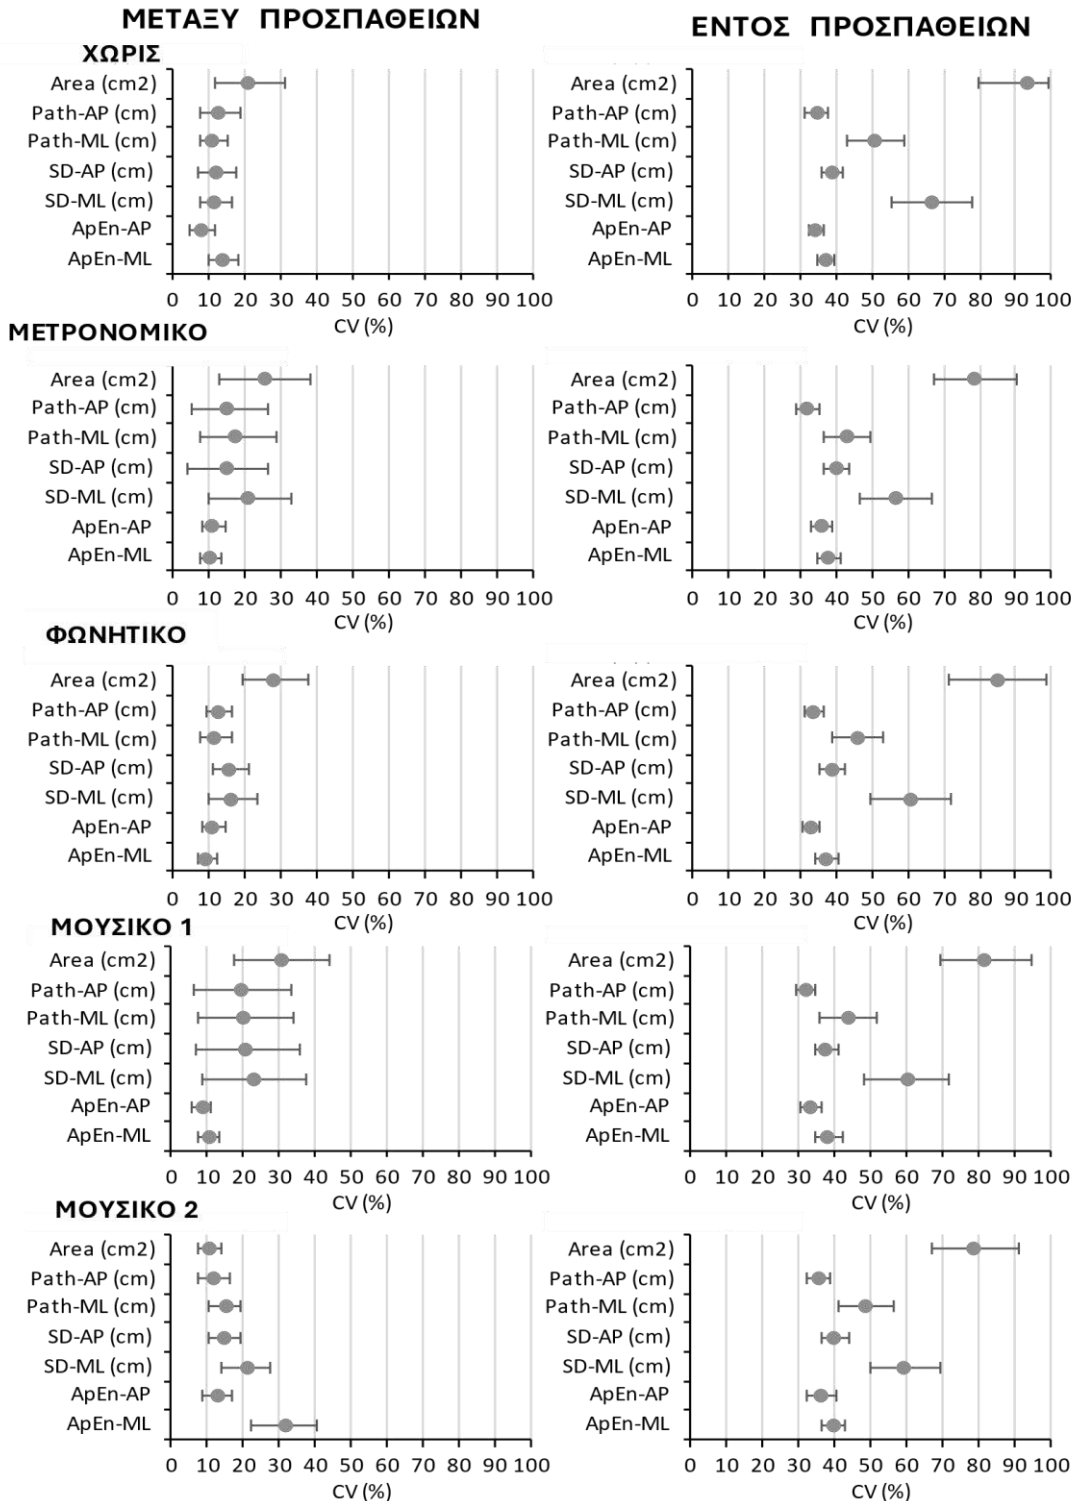 ΜΕΤΑΞΥ ΠΡΟΣΠΑΘΕΙΩΝ
ΕΝΤΟΣ ΠΡΟΣΠΑΘΕΙΩΝ
ΧΩΡΙΣ
Area (cm2)
Path-AP (cm)
Path-ML (cm)
SD-AP (cm)
SD-ML (cm)
ApEn-AP
ApEn-ML
0 10 20 30 40 50 60 70 80 90 100
CV (%)
Area (cm2)
Path-AP (cm)
Path-ML (cm)
SD-AP (cm)
SD-ML (cm)
ApEn-AP
ApEn-ML
0 10 20 30 40 50 60 70 80 90 100
CV (%)
ΜΕΤΡΟΝΟΜΙΚΟ
Area (cm2)
Path-AP (cm)
Path-ML (cm)
SD-AP (cm)
SD-ML (cm)
ApEn-AP
ApEn-ML
0 10 20 30 40 50 60 70 80 90 100
CV (%)
Area (cm2)
Path-AP (cm)
Path-ML (cm)
SD-AP (cm)
SD-ML (cm)
ApEn-AP
ApEn-ML
0 10 20 30 40 50 60 70 80 90 100
CV (%)
ΦΩΝΗΤΙΚΟ
Area (cm2)
Path-AP (cm)
Path-ML (cm)
SD-AP (cm)
SD-ML (cm)
ApEn-AP
ApEn-ML
0 10 20 30 40 50 60 70 80 90 100
CV (%)
Area (cm2)
Path-AP (cm)
Path-ML (cm)
SD-AP (cm)
SD-ML (cm)
ApEn-AP
ApEn-ML
0 10 20 30 40 50 60 70 80 90 100
CV (%)
ΜΟΥΣΙΚΟ 1
Area (cm2)
Path-AP (cm)
Path-ML (cm)
SD-AP (cm)
SD-ML (cm)
ApEn-AP
ApEn-ML
0 10 20 30 40 50 60 70 80 90 100
CV (%)
Area (cm2)
Path-AP (cm)
Path-ML (cm)
SD-AP (cm)
SD-ML (cm)
ApEn-AP
ApEn-ML
0 10 20 30 40 50 60 70 80 90 100
CV (%)
ΜΟΥΣΙΚΟ 2
Area (cm2)
Path-AP (cm)
Path-ML (cm)
SD-AP (cm)
SD-ML (cm)
ApEn-AP
ApEn-ML
0 10 20 30 40 50 60 70 80 90 100
CV (%)
Area (cm2)
Path-AP (cm)
Path-ML (cm)
SD-AP (cm)
SD-ML (cm)
ApEn-AP
ApEn-ML
0 10 20 30 40 50 60 70 80 90 100
CV (%)